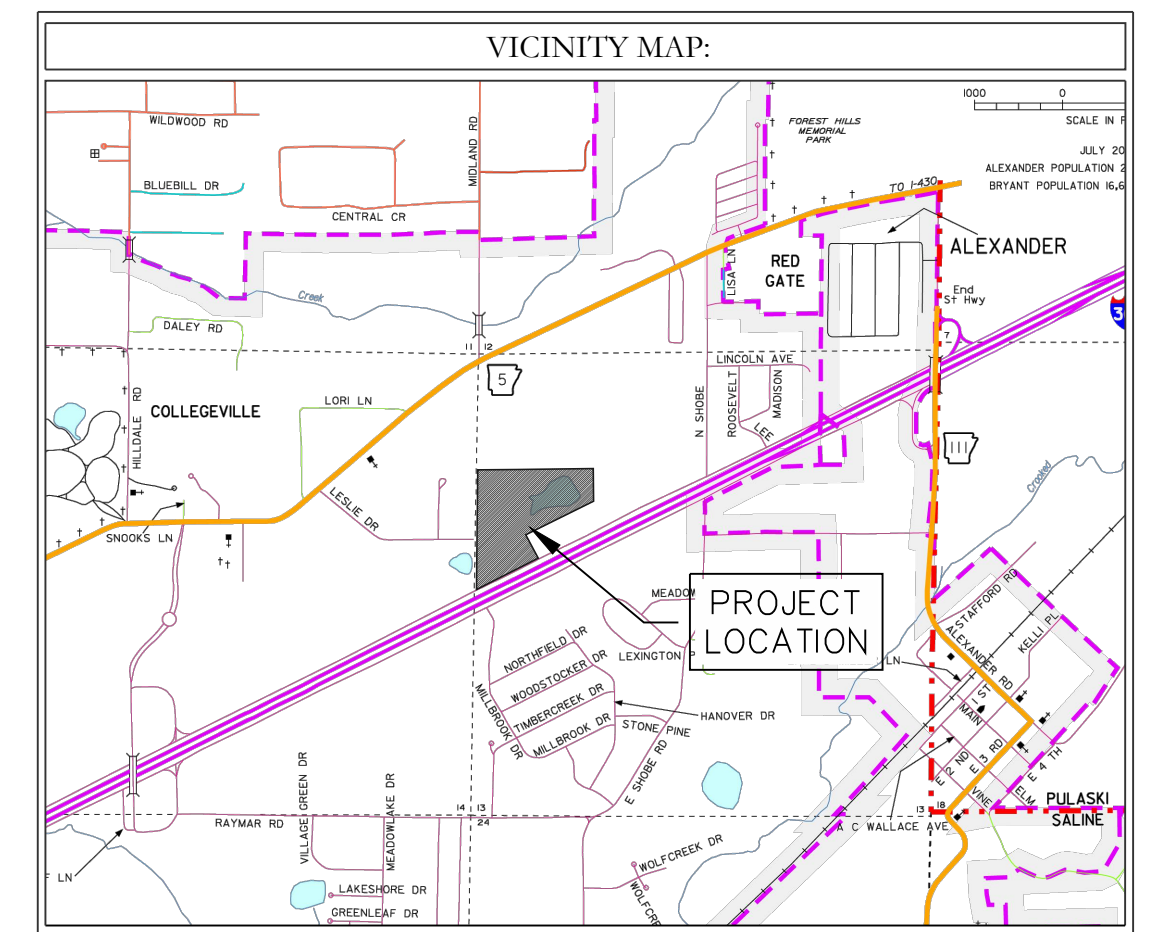 VICINITY MAP:
WILDWOOD RD
BLUEBILL DR
CENTRAL CR
MIDLAND RD
FOREST HILLS
MEMORIAL
PARK
1000
0
SCALE IN F
JULY 20
ALEXANDER POPULATION 2
BRYANT POPULATION 16,6
TO I-430
ALEXANDER
RED
GATE
LISA LN
End
St Hwy
3
Creek
DALEY RD
11
12
7
5
LINCOLN AVE
N SHOBE
ROOSEVELT
MADISON
LEE
COLLEGEVILLE
HILLDALE RD
LORI LN
111
Crooked
LESLIE DR
SNOOKS LN
PROJECT
LOCATION
MEADOW
LEXINGTON P
LN
STAFFORD RD
KELLI PL
ALEXANDER RD
1 ST
MAIN
NORTHFIELD DR
WOODSTOCKER DR
TIMBERCREEK DR
MILLBROOK DR
MILLBROOK DR
HANOVER DR
STONE PINE
E SHOBE RD
E 2 ND
E 3 RD
E 4 TH
VINE
ELM
PULASKI
SALINE
13
18
A C WALLACE AVE
14
13
24
RAYMAR RD
VILLAGE GREEN DR
MEADOWLAKE DR
F LN
LAKESHORE DR
GREENLEAF DR
WOLFCREEK DR
WOLFCRE